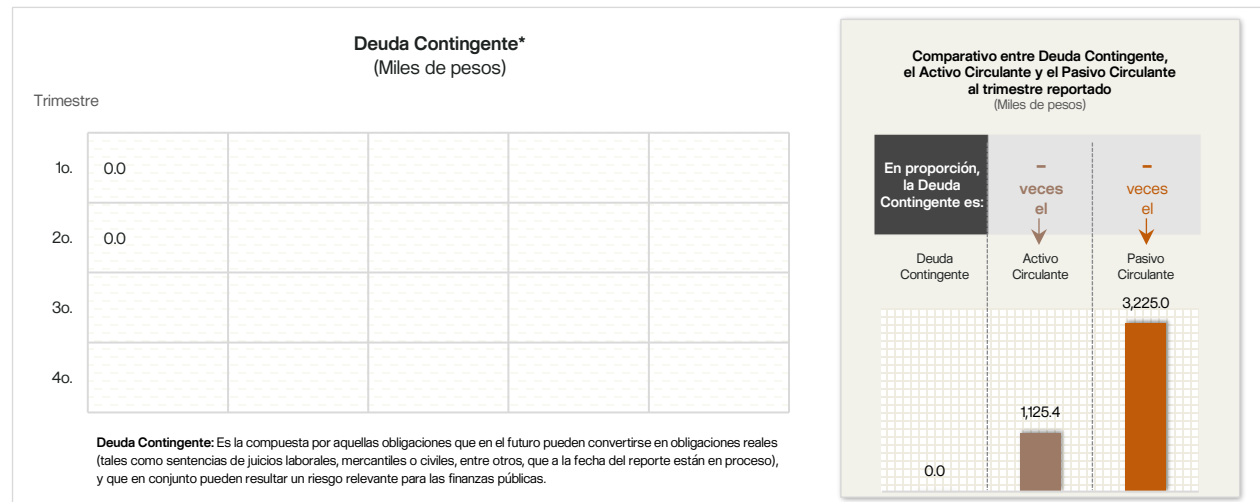 Deuda Contingente*
(Miles de pesos)
Trimestre
1o.
0.0
2o.
0.0
3o.
4o.
Deuda Contingente: Es la compuesta por aquellas obligaciones que en el futuro pueden convertirse en obligaciones reales
(tales como sentencias de juicios laborales, mercantiles o civiles, entre otros, que a la fecha del reporte están en proceso),
y que en conjunto pueden resultar un riesgo relevante para las finanzas públicas.
Comparativo entre Deuda Contingente,
el Activo Circulante y el Pasivo Circulante
al trimestre reportado
(Miles de pesos)
En proporción,
la Deuda
Contingente es:
–
veces
el
–
veces
el
Deuda
Contingente
Activo
Circulante
Pasivo
Circulante
0.0
1,125.4
3,225.0